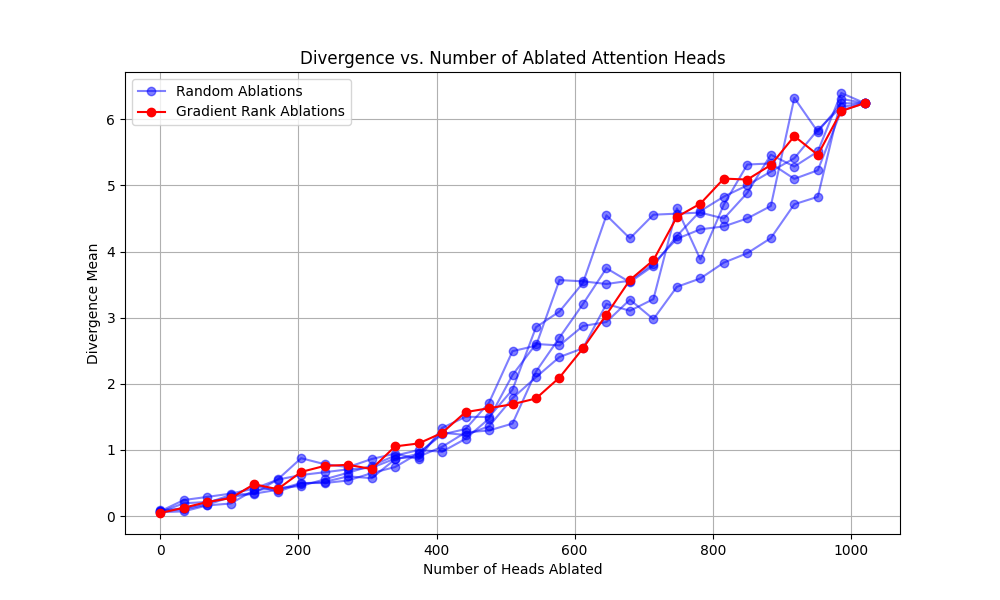 Divergence vs. Number of Ablated Attention Heads
Random Ablations
Gradient Rank Ablations
Divergence Mean
6
5
4
3
2
1
0
0 200 400 600 800 1000
Number of Heads Ablated